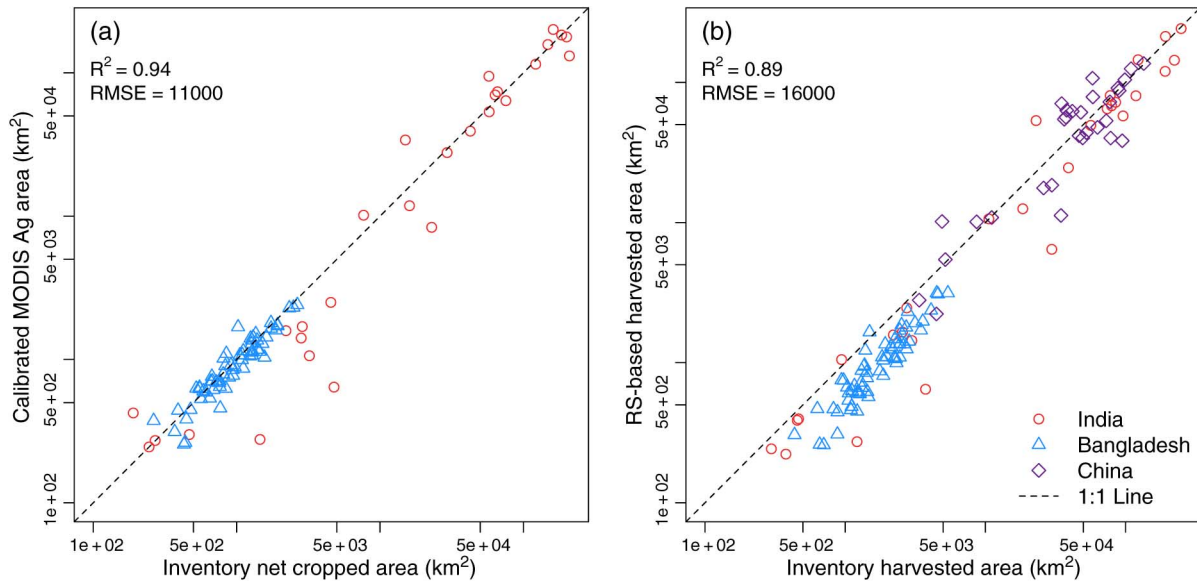 (a)
R² = 0.94
RMSE = 11000
Calibrated MODIS Ag area (km²)
5e+04
5e+03
5e+02
1e+02
1e+02 5e+02 5e+03 5e+04
Inventory net cropped area (km²)
(b)
R² = 0.89
RMSE = 16000
RS-based harvested area (km²)
5e+04
5e+03
5e+02
1e+02
India
Bangladesh
China
1:1 Line
1e+02 5e+02 5e+03 5e+04
Inventory harvested area (km²)